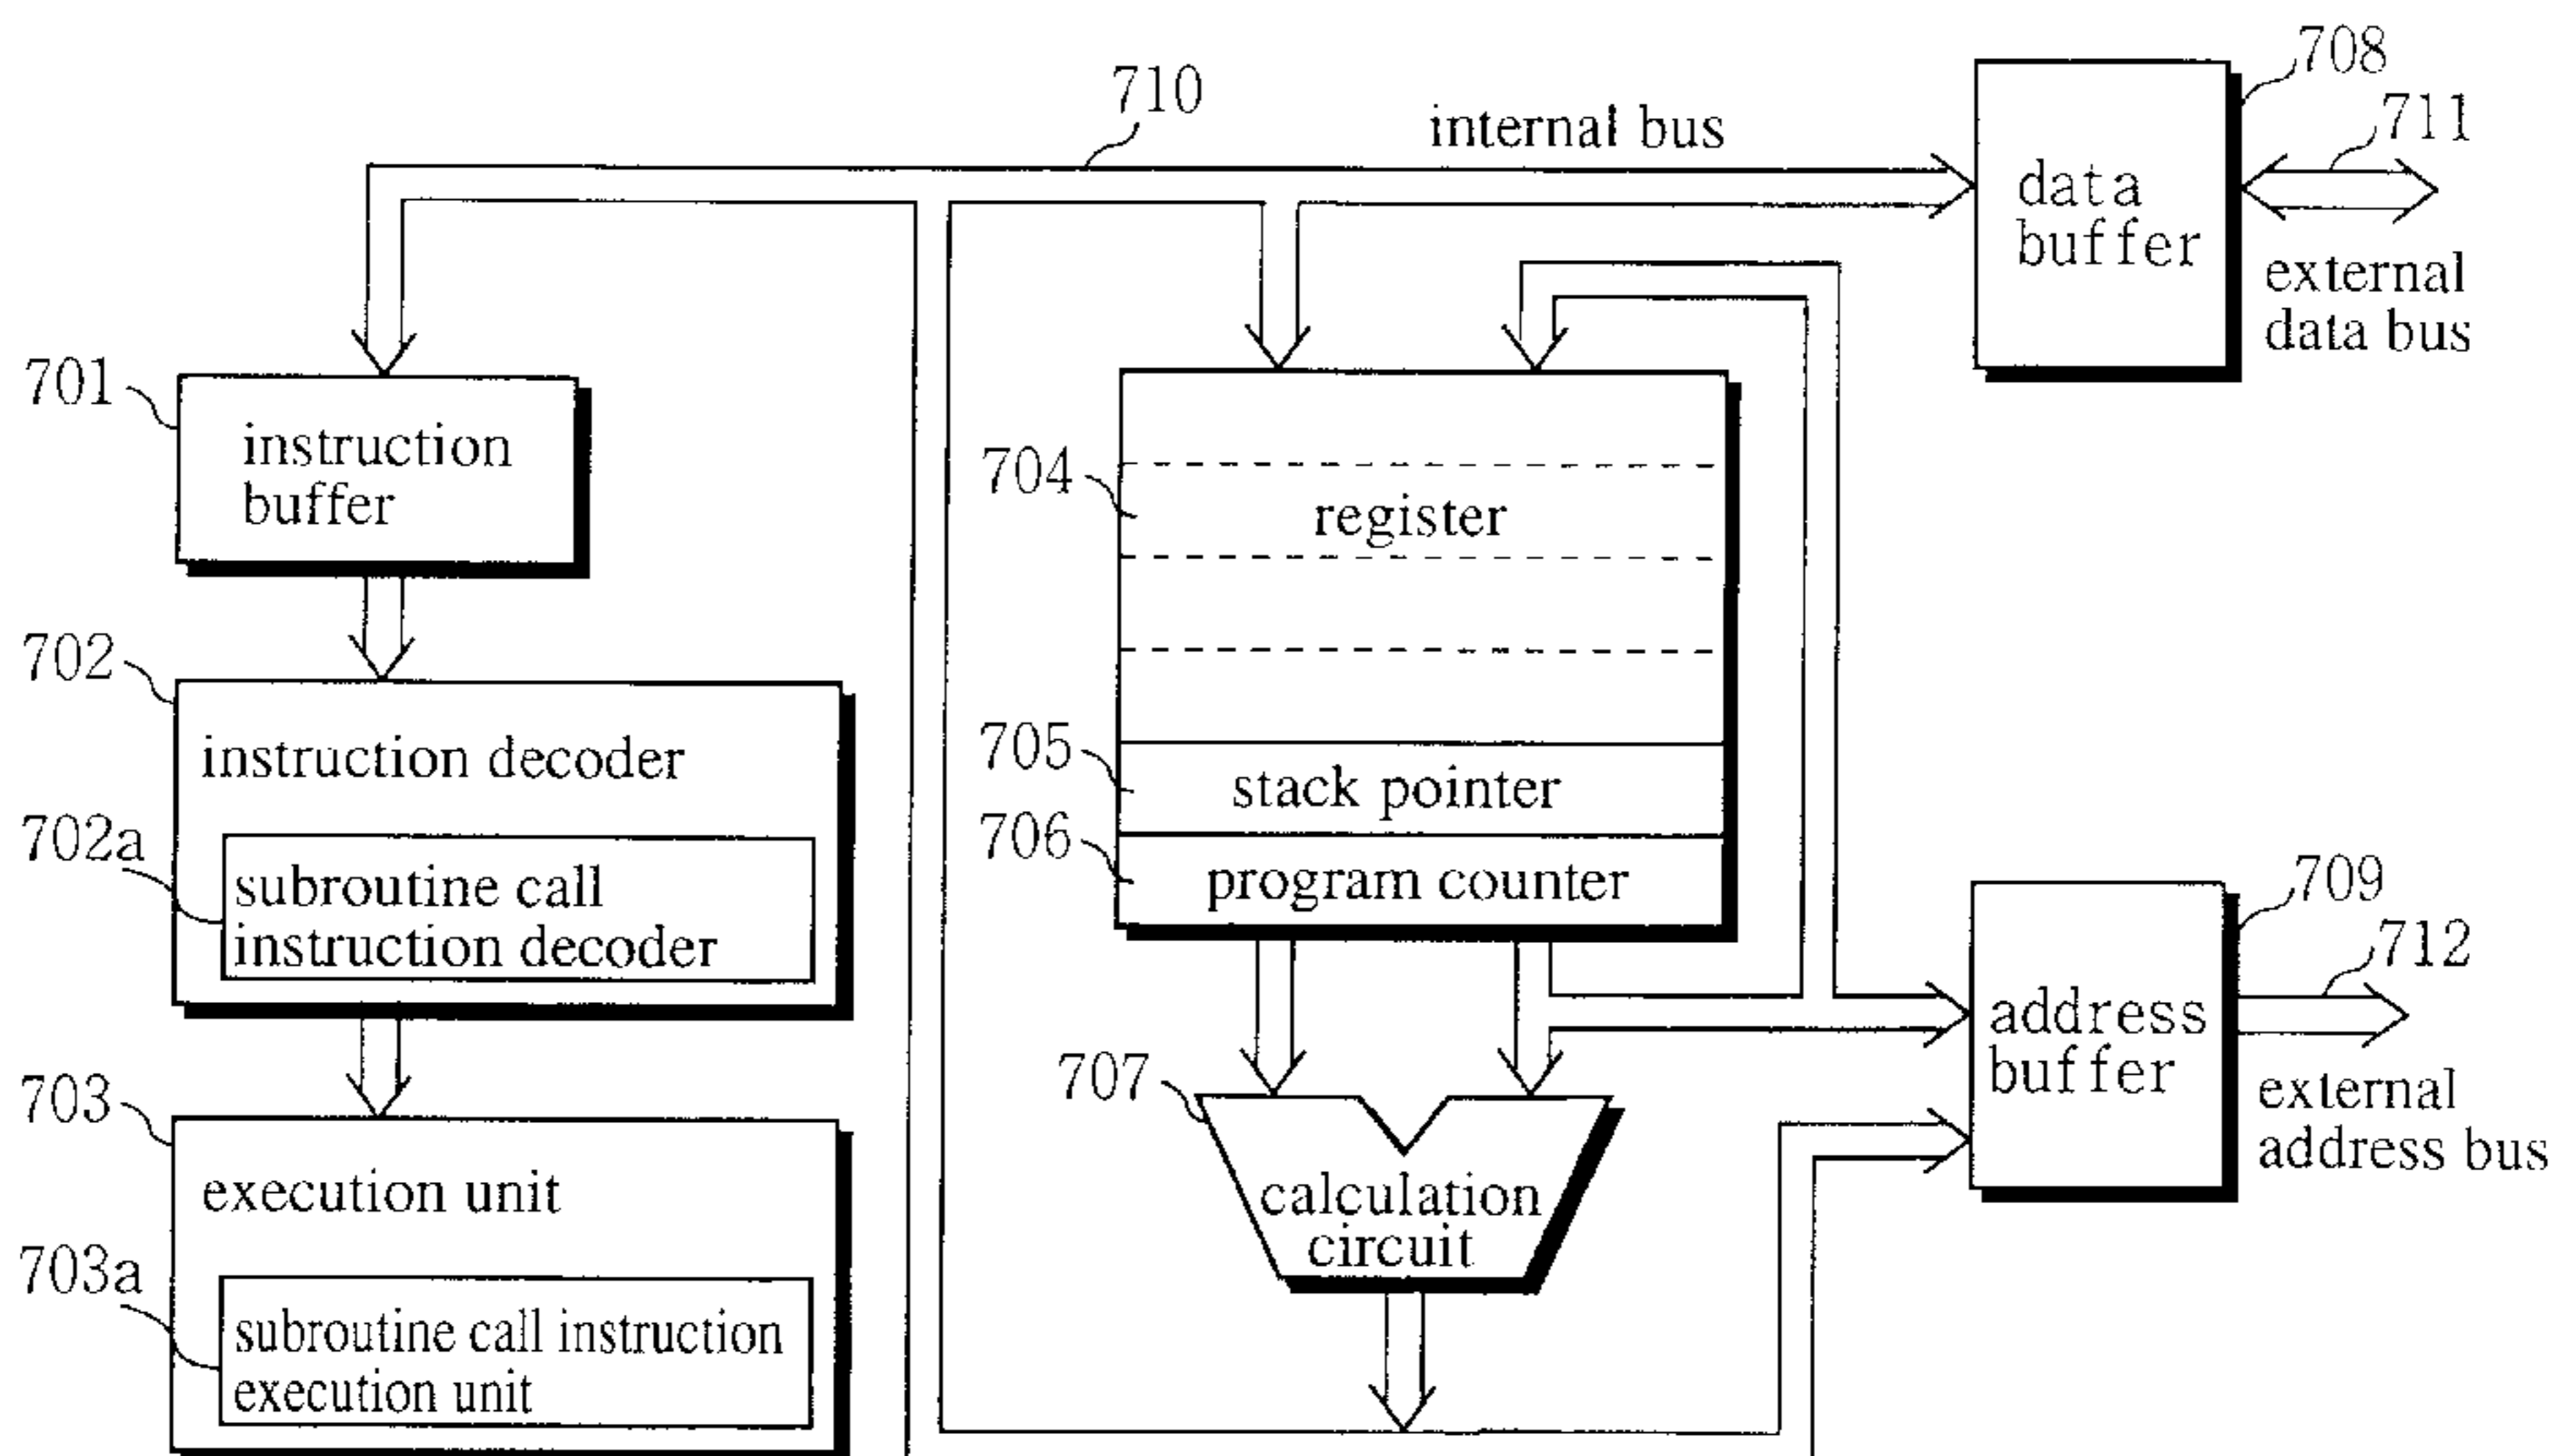 710
internal bus
708
data
buffer
711
external
data bus
701
instruction
buffer
702
instruction decoder
702a
subroutine call
instruction decoder
703
execution unit
703a
subroutine call instruction
execution unit
704
register
705
stack pointer
706
program counter
707
calculation
circuit
709
address
buffer
712
external
address bus